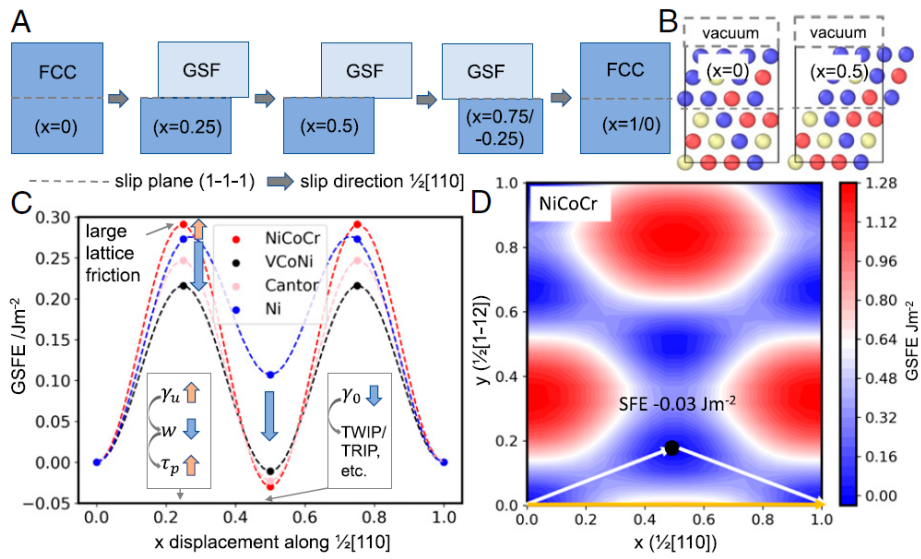 A
FCC
(x=0)
GSF
(x=0.25)
GSF
(x=0.5)
GSF
(x=0.75/
-0.25)
FCC
(x=1/0)
slip plane (1-1-1)
slip direction ½[110]
B
vacuum
(x=0)
vacuum
(x=0.5)
C
GSFE /Jm⁻²
0.30
0.25
0.20
0.15
0.10
0.05
0.00
−0.05
large
lattice
friction
NiCoCr
VCoNi
Cantor
Ni
γᵤ
w
τₚ
γ₀
TWIP/
TRIP,
etc.
0.0
0.2
0.4
0.6
0.8
1.0
x displacement along ½[110]
D
NiCoCr
y (½[1-12])
1.0
0.8
0.6
0.4
0.2
0.0
SFE -0.03 Jm⁻²
0.0
0.2
0.4
0.6
0.8
1.0
x (½[110])
1.28
1.12
0.96
0.80
0.64
0.48
0.32
0.16
0.00
GSFE Jm⁻²